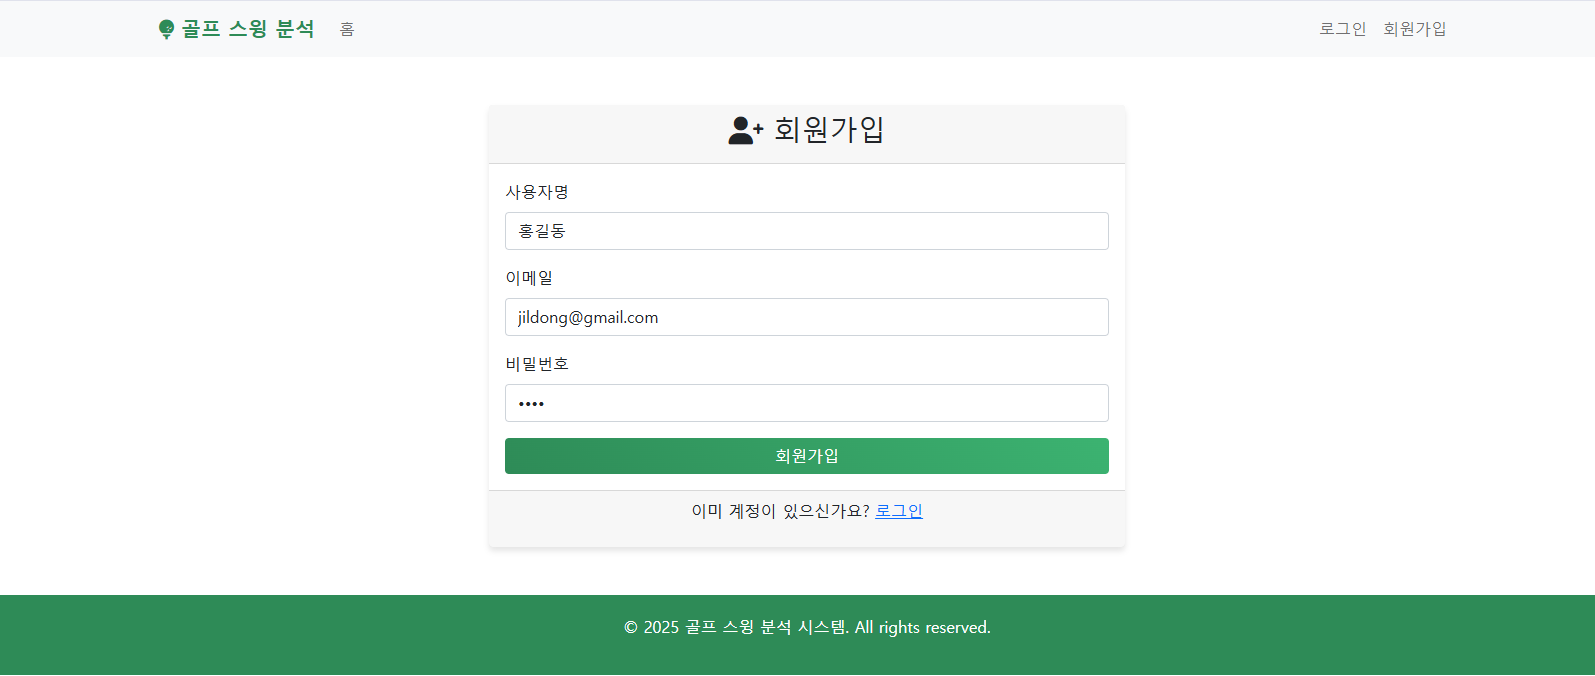 골프 스윙 분석 홈 로그인 회원가입
회원가입
사용자명
홍길동
이메일
jildong@gmail.com
비밀번호
••••
회원가입
이미 계정이 있으신가요? 로그인
© 2025 골프 스윙 분석 시스템. All rights reserved.